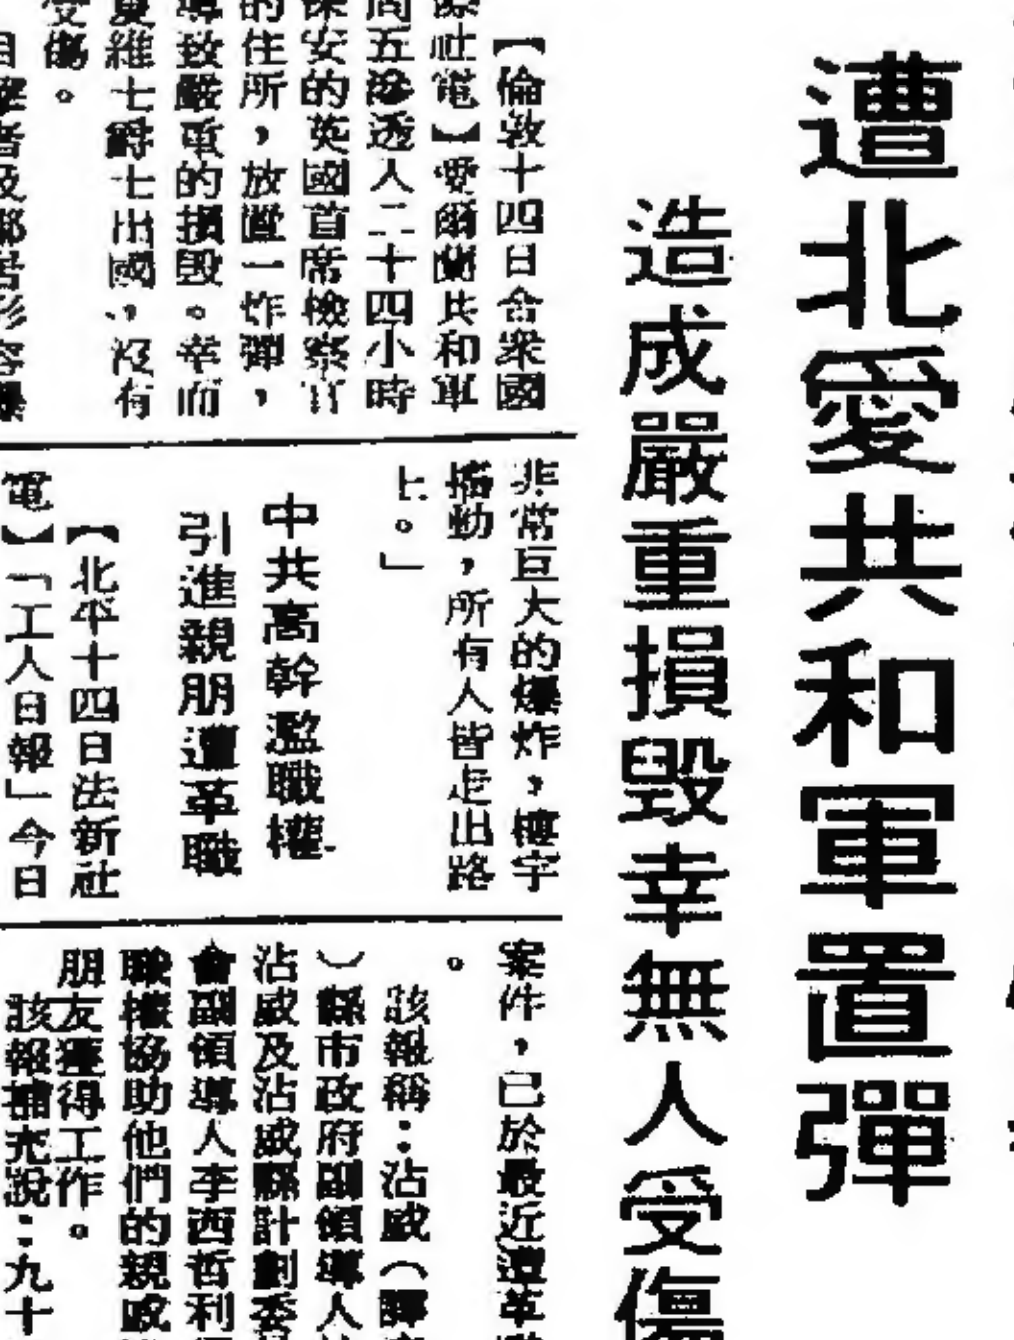 遭北愛共和軍置彈
造成嚴重損毀幸無人受傷
【倫敦十四日合衆國
社電】愛爾蘭共和軍
周五滲透入二十四小時
保安的英國首席檢察官
的住所，放置一炸彈，
導致嚴重的損毀。幸而
夏維士爵士出國，沒有
受傷。
目擊者及鄰居形容爆
非常巨大的爆炸，樓宇
搖動，所有人皆走出路
上。」
中共高幹濫職權
引進親朋遭革職
【北平十四日法新社
電】「工人日報」今日
案件，已於最近遭革
。
該報稱：沾威（譯
）縣市政府副領導人
沾威及沾威縣計劃委
會副領導人李西哲利
職權協助他們的親戚
朋友獲得工作。
該報補充說：九十